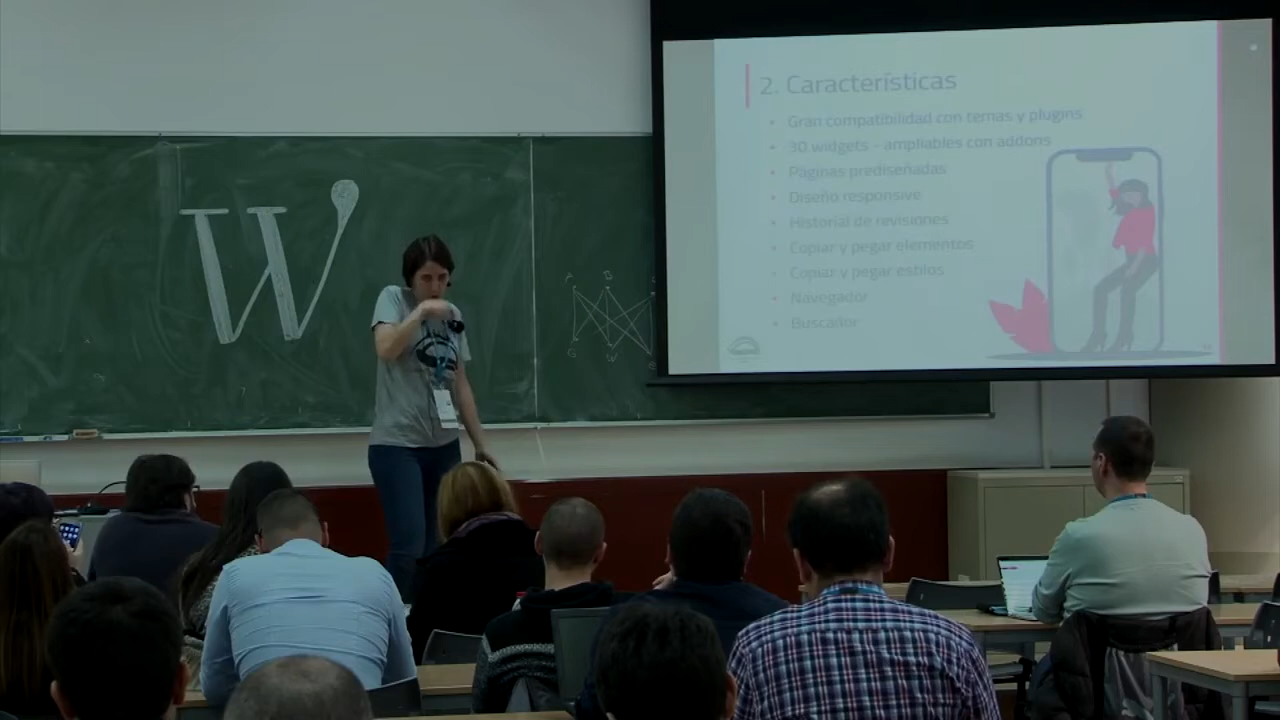 W
2. Características
Gran compatibilidad con temas y plugins
30 widgets - ampliables con addons
Páginas prediseñadas
Diseño responsive
Historial de revisiones
Copiar y pegar elementos
Copiar y pegar estilos
Navegador
Buscador
A B
G W